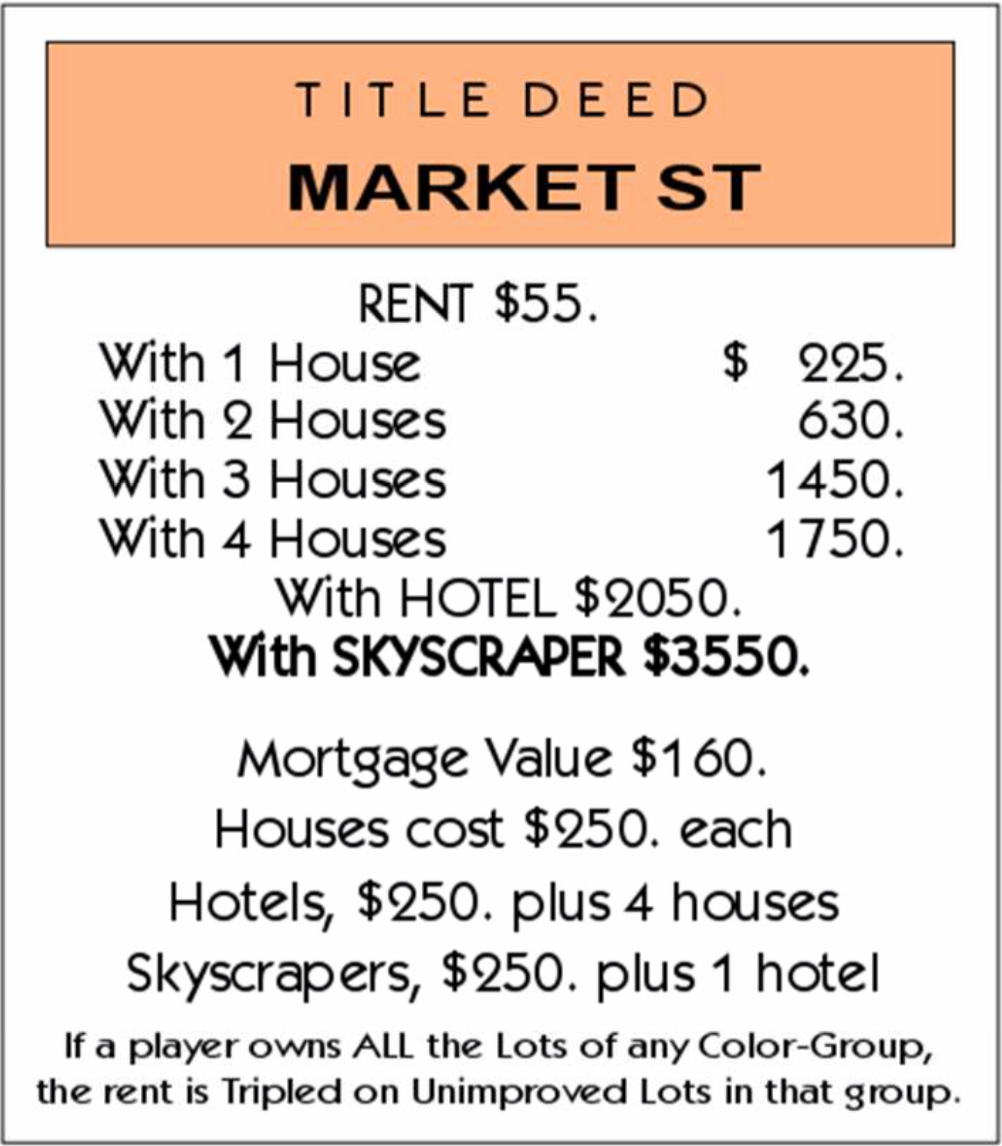 TITLE DEED
MARKET ST
RENT $55.
With 1 House $ 225.
With 2 Houses 630.
With 3 Houses 1450.
With 4 Houses 1750.
With HOTEL $2050.
With SKYSCRAPER $3550.
Mortgage Value $160.
Houses cost $250. each
Hotels, $250. plus 4 houses
Skyscrapers, $250. plus 1 hotel
If a player owns ALL the Lots of any Color-Group,
the rent is Tripled on Unimproved Lots in that group.